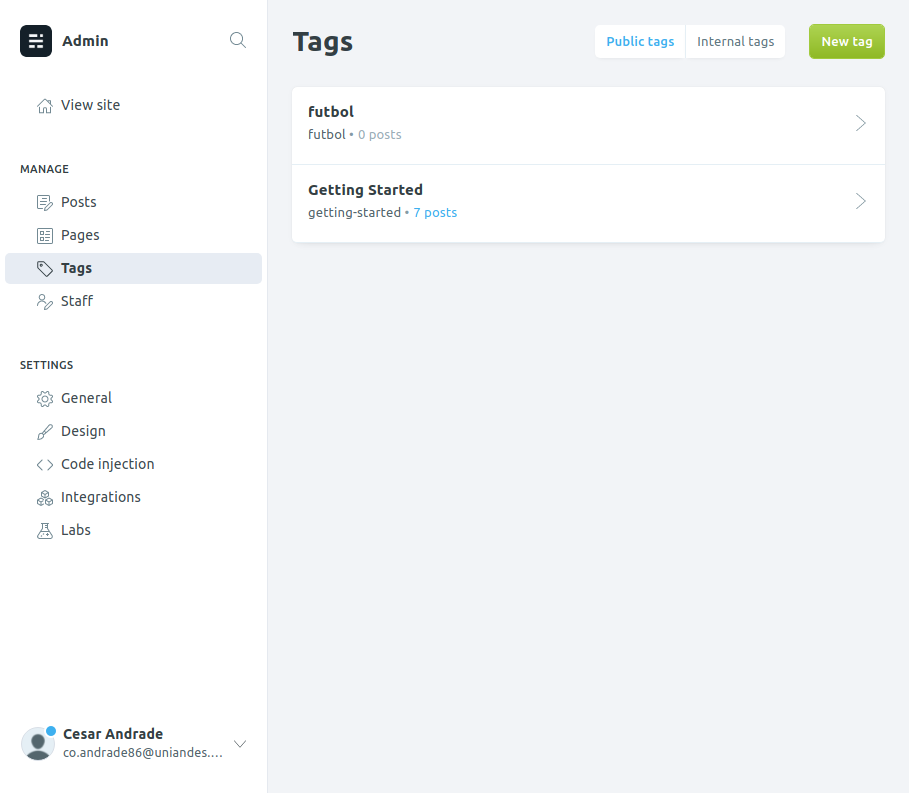 Admin
View site
MANAGE
Posts
Pages
Tags
Staff
SETTINGS
General
Design
Code injection
Integrations
Labs
Cesar Andrade
co.andrade86@uniandes....
Tags
Public tags
Internal tags
New tag
futbol
futbol • 0 posts
Getting Started
getting-started • 7 posts